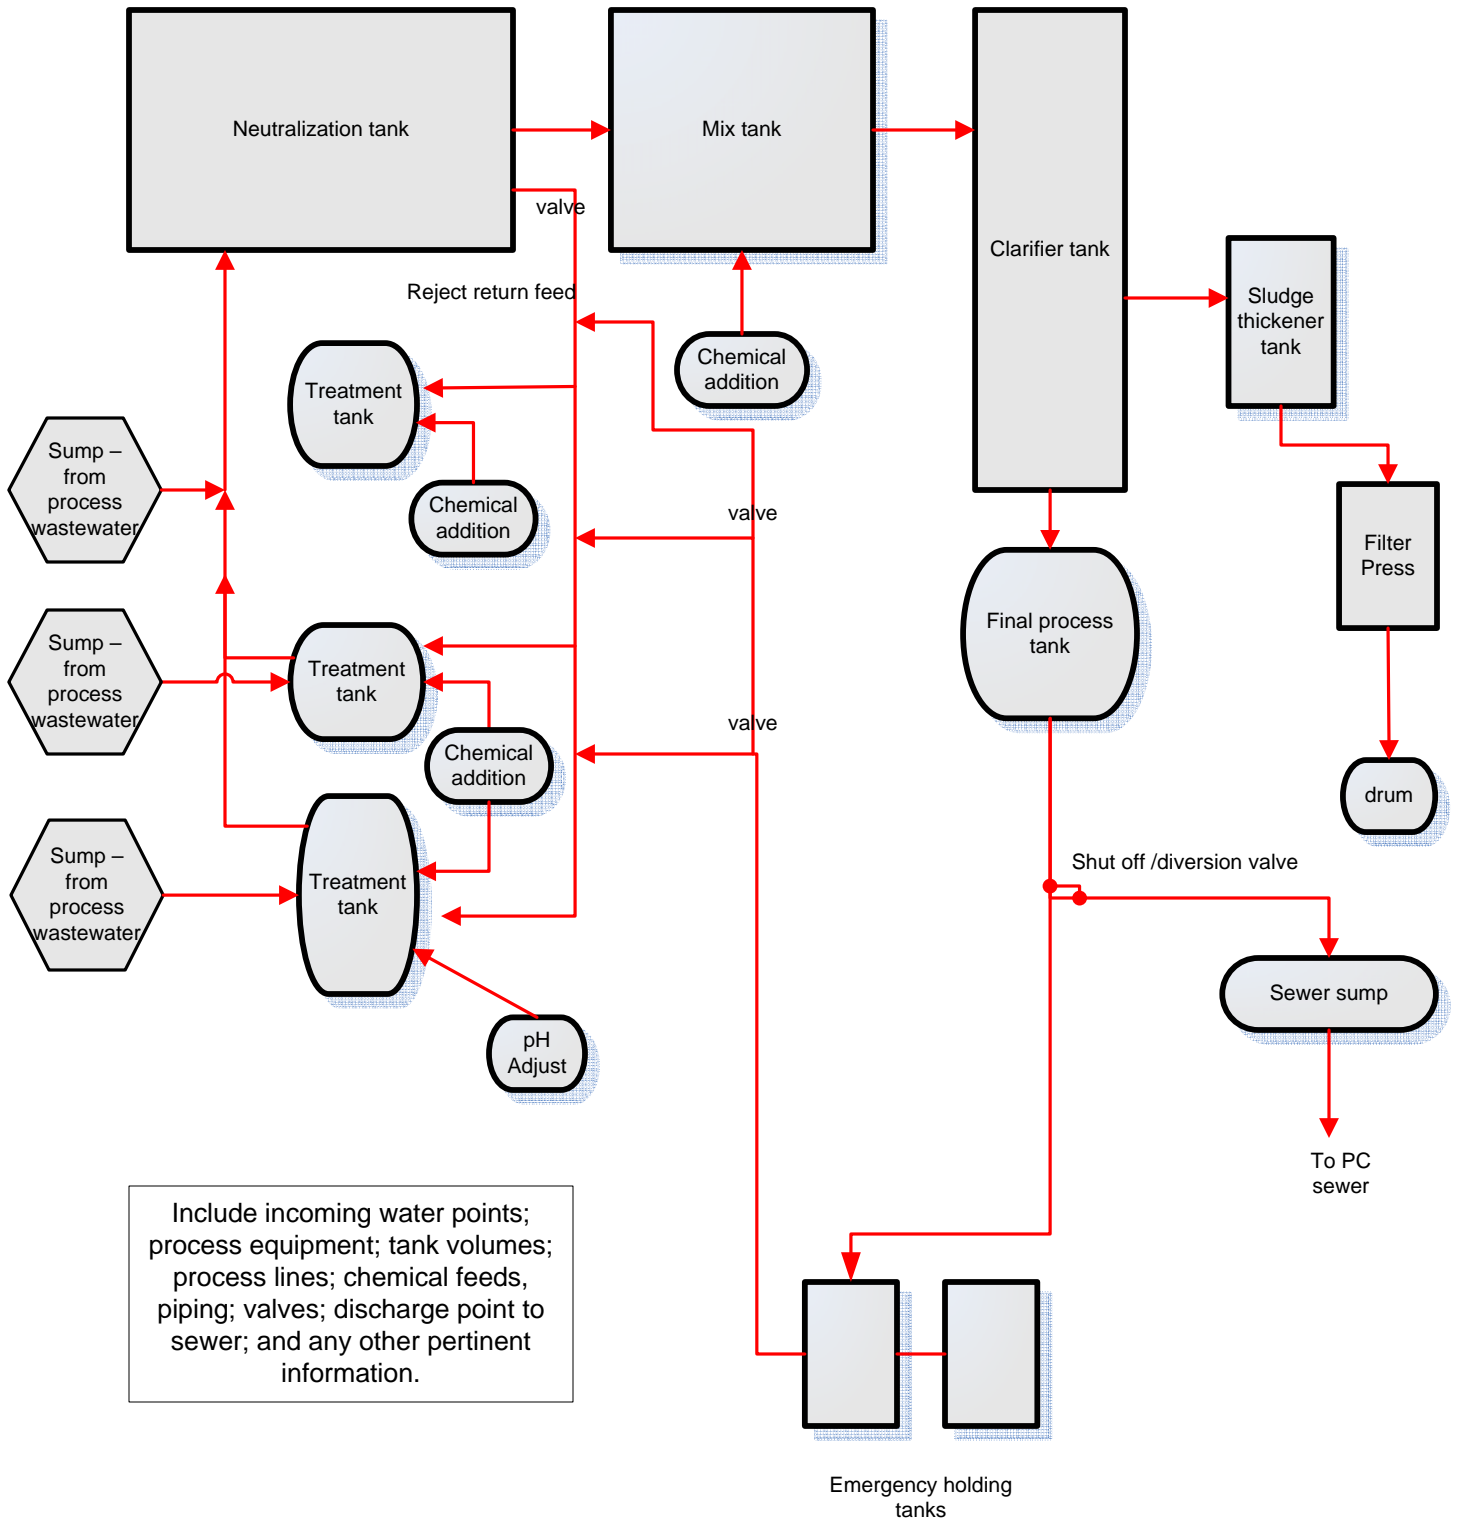 Neutralization tank
Mix tank
valve
Clarifier tank
Reject return feed
Sludge
thickener
tank
Chemical
addition
Treatment
tank
Sump –
from
process
wastewater
Chemical
addition
valve
Filter
Press
Sump –
from
process
wastewater
Treatment
tank
Final process
tank
valve
Chemical
addition
drum
Sump –
from
process
wastewater
Treatment
tank
Shut off /diversion valve
Sewer sump
pH
Adjust
To PC
sewer
Include incoming water points;
process equipment; tank volumes;
process lines; chemical feeds,
piping; valves; discharge point to
sewer; and any other pertinent
information.
Emergency holding
tanks